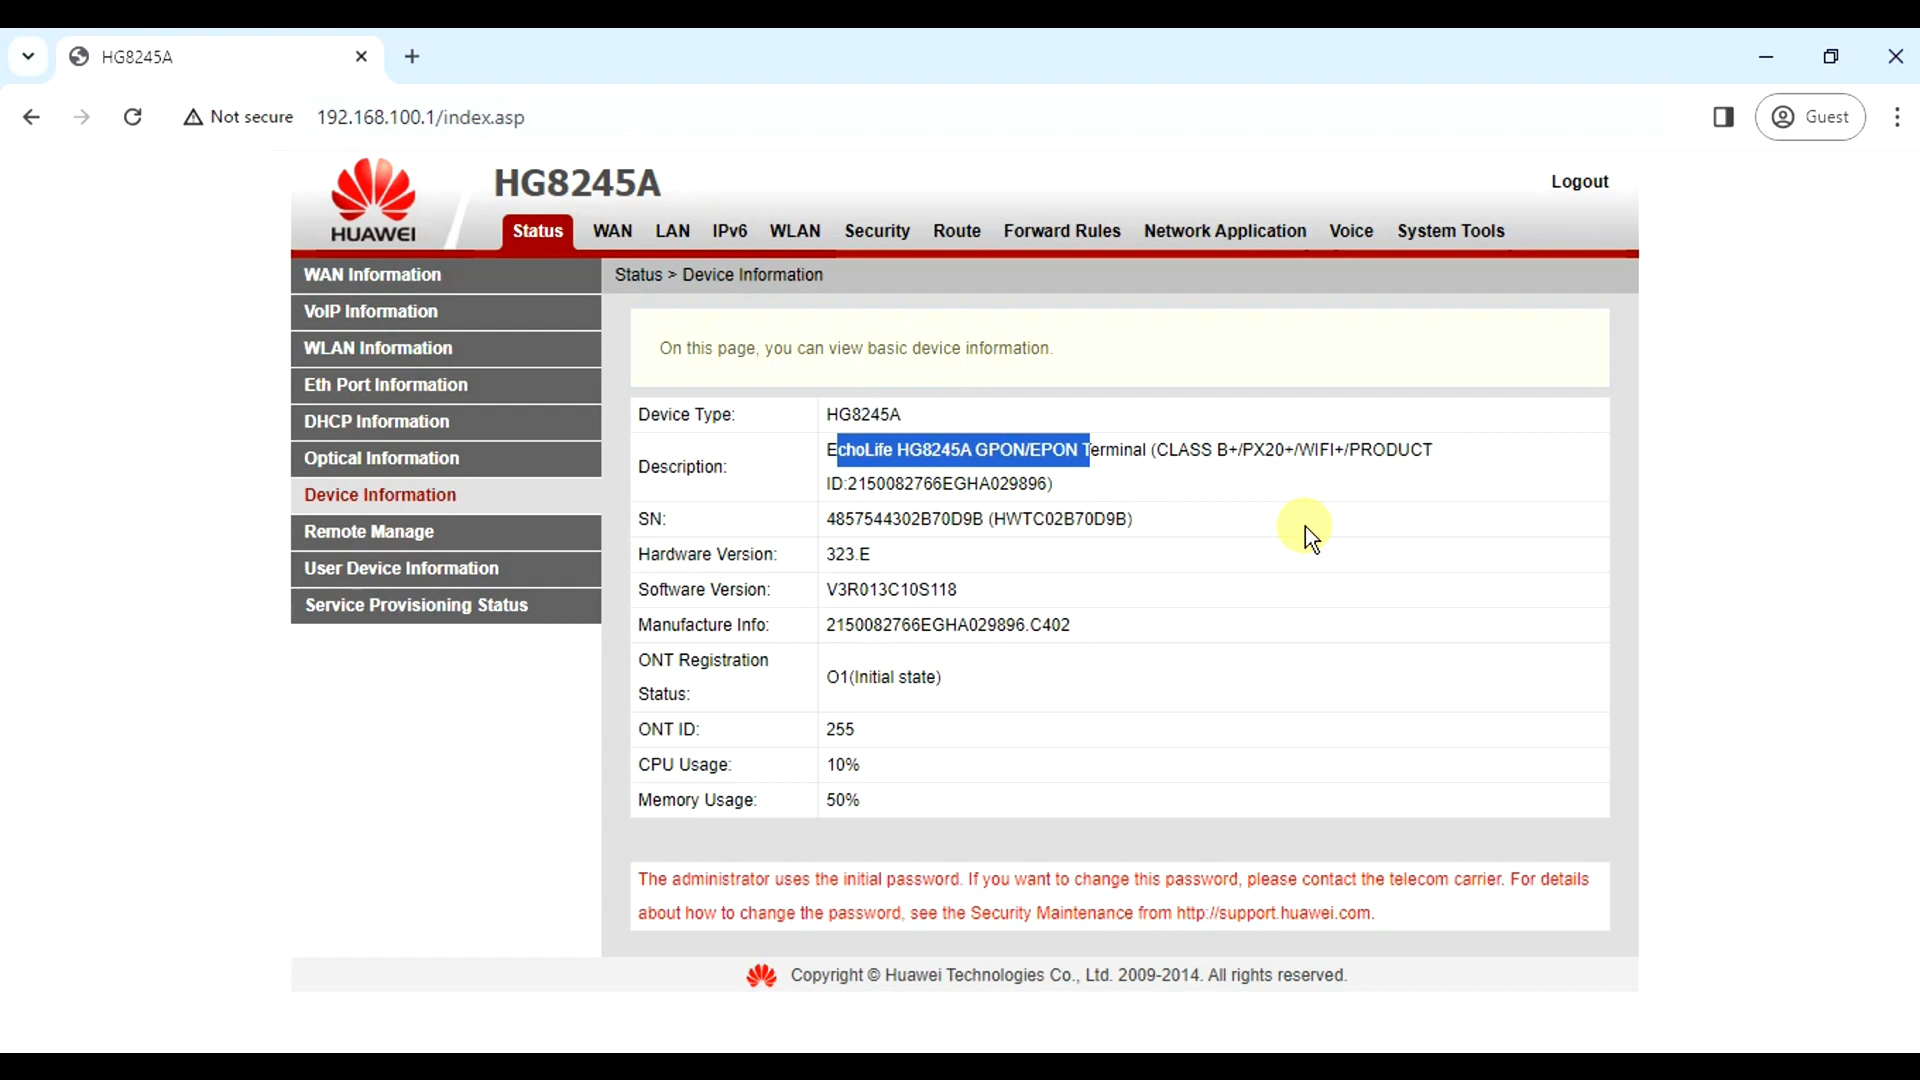 HG8245A
Not secure 192.168.100.1/index.asp Guest
HUAWEI
HG8245A
Logout
Status WAN LAN IPv6 WLAN Security Route Forward Rules Network Application Voice System Tools
WAN Information
VoIP Information
WLAN Information
Eth Port Information
DHCP Information
Optical Information
Device Information
Remote Manage
User Device Information
Service Provisioning Status
Status > Device Information
On this page, you can view basic device information.
Device Type: HG8245A
Description: EchoLife HG8245A GPON/EPON Terminal (CLASS B+/PX20+/WIFI+/PRODUCT
ID:2150082766EGHA029896)
SN: 4857544302B70D9B (HWTC02B70D9B)
Hardware Version: 323.E
Software Version: V3R013C10S118
Manufacture Info: 2150082766EGHA029896.C402
ONT Registration
Status: O1(Initial state)
ONT ID: 255
CPU Usage: 10%
Memory Usage: 50%
The administrator uses the initial password. If you want to change this password, please contact the telecom carrier. For details
about how to change the password, see the Security Maintenance from http://support.huawei.com.
Copyright © Huawei Technologies Co., Ltd. 2009-2014. All rights reserved.